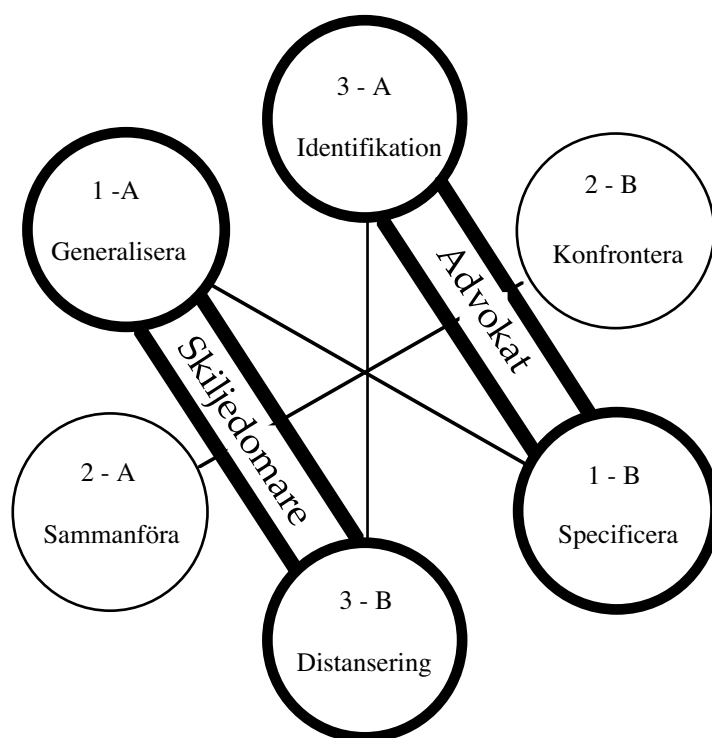 3 - A
Identifikation
1 -A
Generalisera
2 - B
Konfrontera
Advokat
Skiljedomare
2 - A
Sammanföra
1 - B
Specificera
3 - B
Distansering